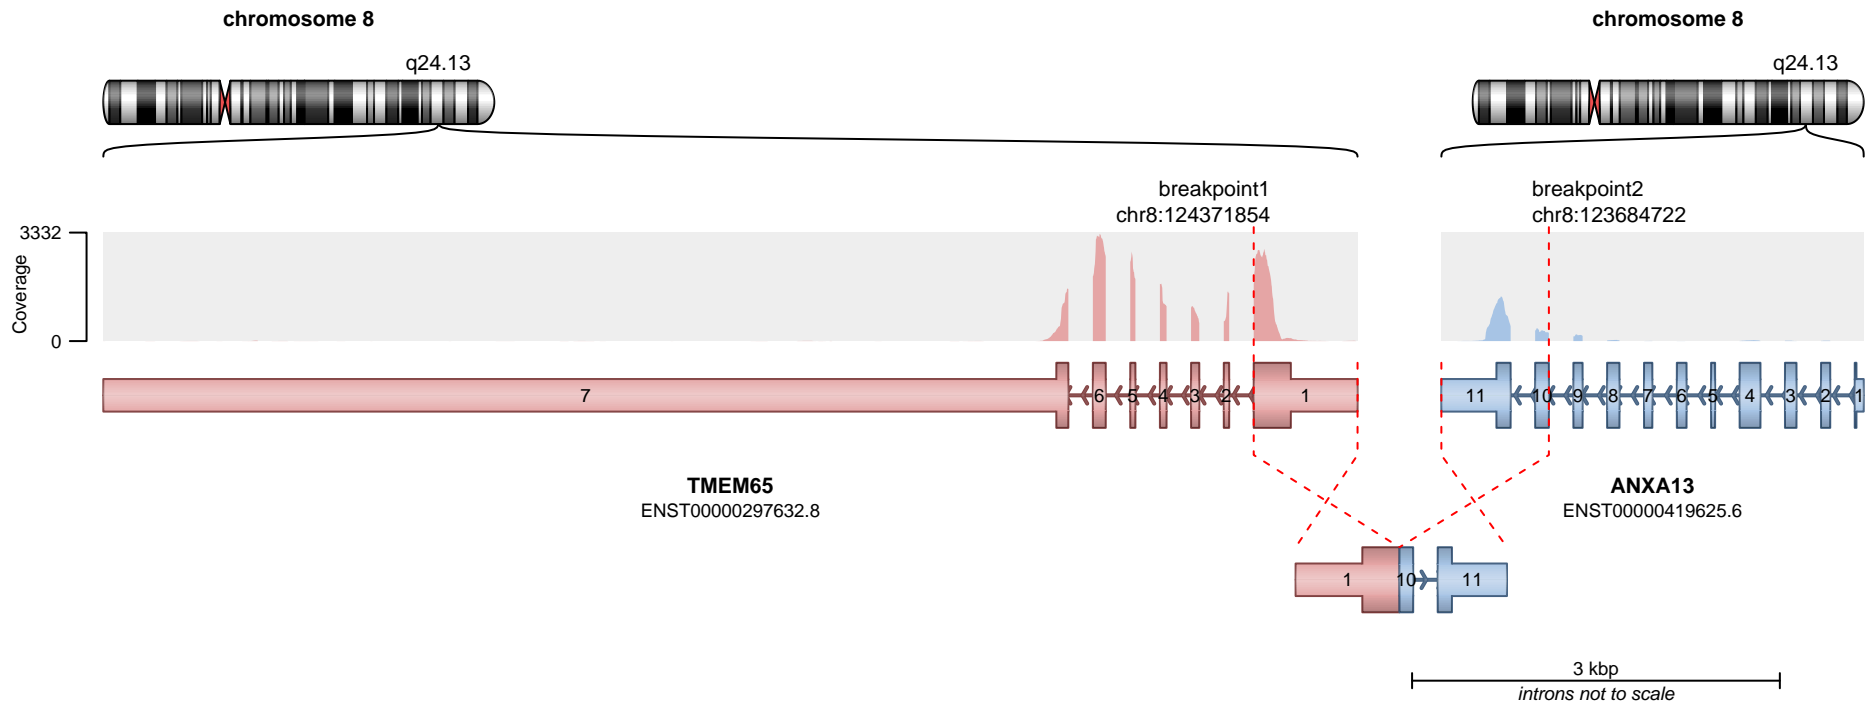 chromosome 8
chromosome 8
q24.13
q24.13
breakpoint1
chr8:124371854
breakpoint2
chr8:123684722
3332
Coverage
0
7 6 5 4 3 2 1
11 10 9 8 7 6 5 4 3 2 1
TMEM65
ENST00000297632.8
ANXA13
ENST00000419625.6
1 10 11
3 kbp
introns not to scale